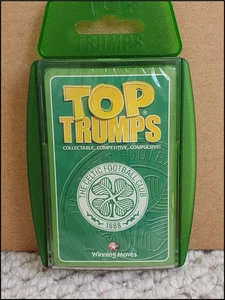 TOP
TRUMPS
COLLECTABLE, COMPETITIVE, COMPULSIVE!
THE CELTIC FOOTBALL CLUB
1888
Winning Moves